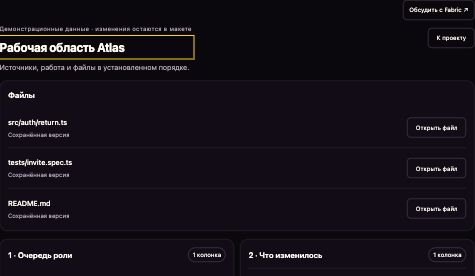 Обсудить с Fabric ↗
Демонстрационные данные · изменения остаются в макете
Рабочая область Atlas
К проекту
Источники, работа и файлы в установленном порядке.
Файлы
src/auth/return.ts
Сохранённая версия
Открыть файл
tests/invite.spec.ts
Сохранённая версия
Открыть файл
README.md
Сохранённая версия
Открыть файл
1 · Очередь роли
1 колонка
2 · Что изменилось
1 колонка